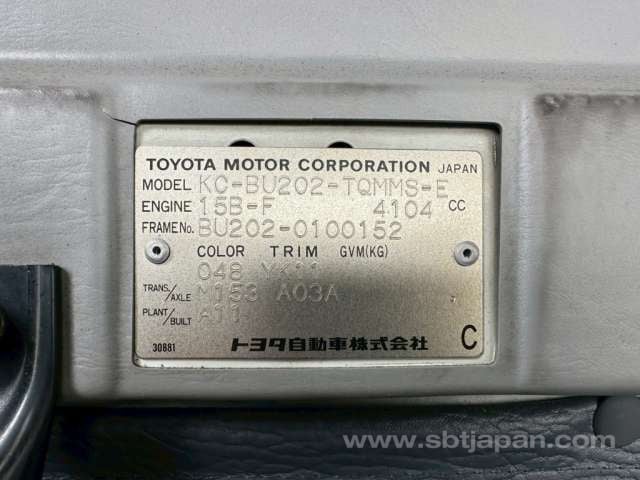 TOYOTA MOTOR CORPORATION JAPAN
MODEL KC-BU202-TQMMS-E
ENGINE 15B-F 4104 CC
FRAME No. BU202-0100152
COLOR TRIM GVM(KG)
048 YK11
TRANS./AXLE M153 A03A
PLANT/BUILT A11
30881 トヨタ自動車株式会社 C
www.sbtjapan.com